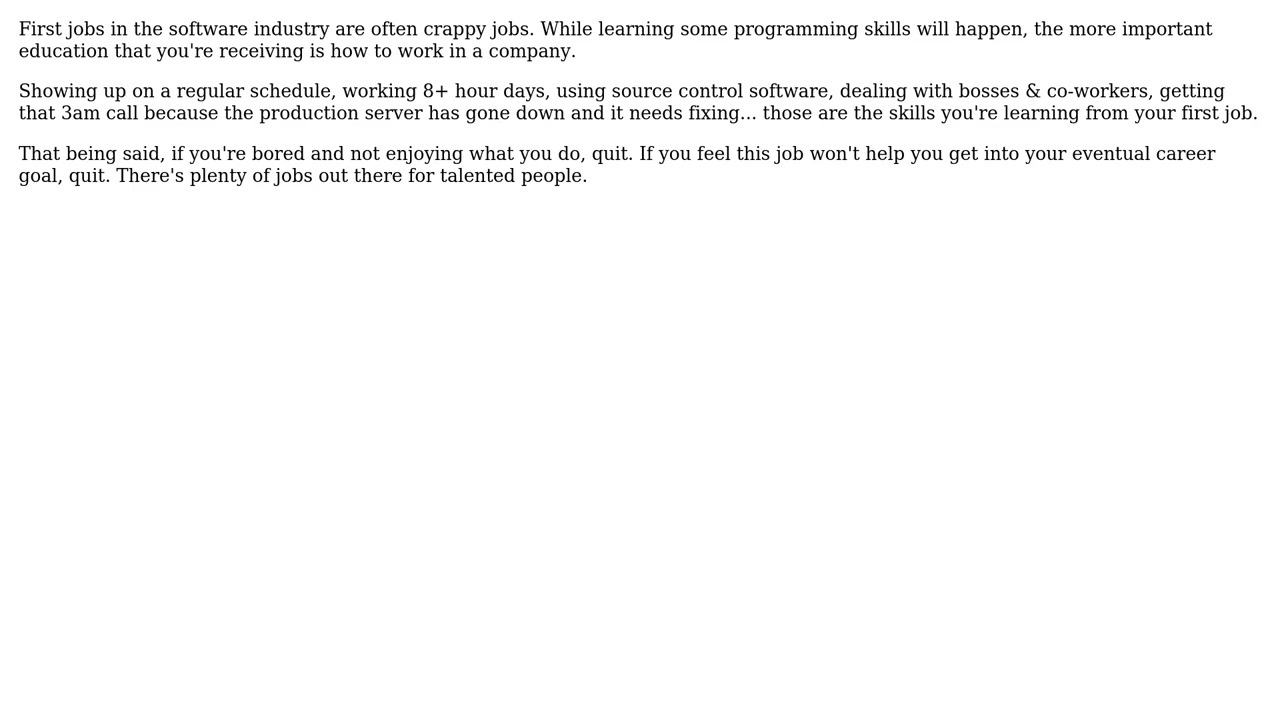 First jobs in the software industry are often crappy jobs. While learning some programming skills will happen, the more important
education that you're receiving is how to work in a company.
Showing up on a regular schedule, working 8+ hour days, using source control software, dealing with bosses & co-workers, getting
that 3am call because the production server has gone down and it needs fixing... those are the skills you're learning from your first job.
That being said, if you're bored and not enjoying what you do, quit. If you feel this job won't help you get into your eventual career
goal, quit. There's plenty of jobs out there for talented people.